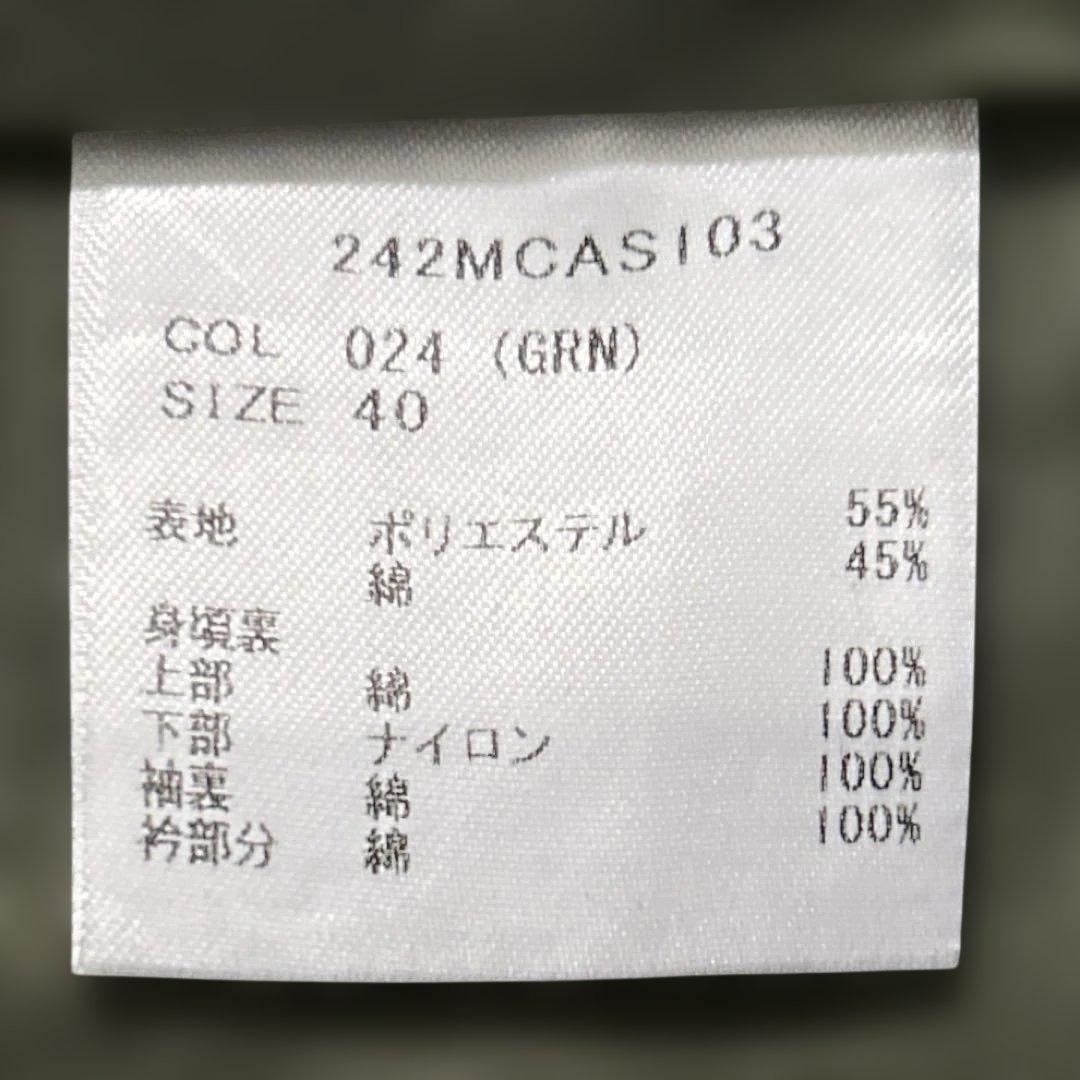 242MCAS103
COL 024 (GRN)
SIZE 40
表地 ポリエステル 55%
綿 45%
身頃裏
上部 綿 100%
下部 ナイロン 100%
袖裏 綿 100%
衿部分 綿 100%